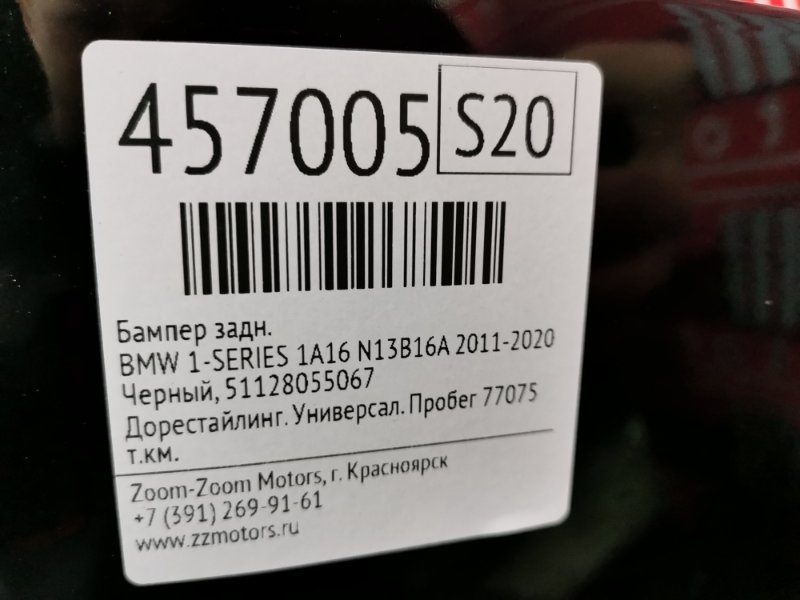 457005 S20
Бампер задн.
BMW 1-SERIES 1A16 N13B16A 2011-2020
Черный, 51128055067
Дорестайлинг. Универсал. Пробег 77075
т.км.
Zoom-Zoom Motors, г. Красноярск
+7 (391) 269-91-61
www.zzmotors.ru